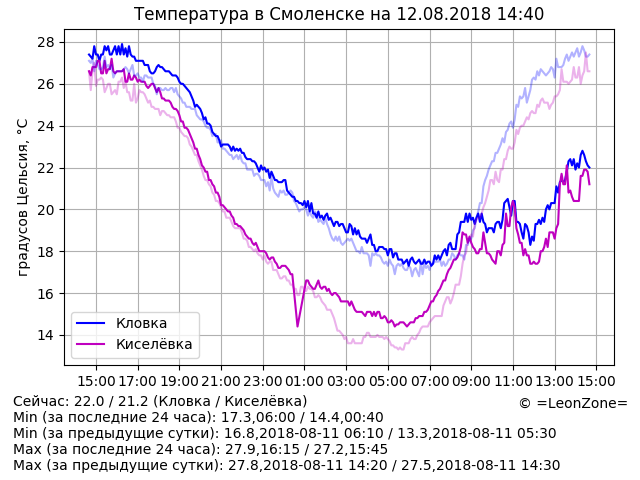 Температура в Смоленске на 12.08.2018 14:40
28
26
24
22
20
18
16
14
градусов Цельсия, °C
Кловка
Киселёвка
15:00 17:00 19:00 21:00 23:00 01:00 03:00 05:00 07:00 09:00 11:00 13:00 15:00
Сейчас: 22.0 / 21.2 (Кловка / Киселёвка)
© =LeonZone=
Min (за последние 24 часа): 17.3,06:00 / 14.4,00:40
Min (за предыдущие сутки): 16.8,2018-08-11 06:10 / 13.3,2018-08-11 05:30
Max (за последние 24 часа): 27.9,16:15 / 27.2,15:45
Max (за предыдущие сутки): 27.8,2018-08-11 14:20 / 27.5,2018-08-11 14:30